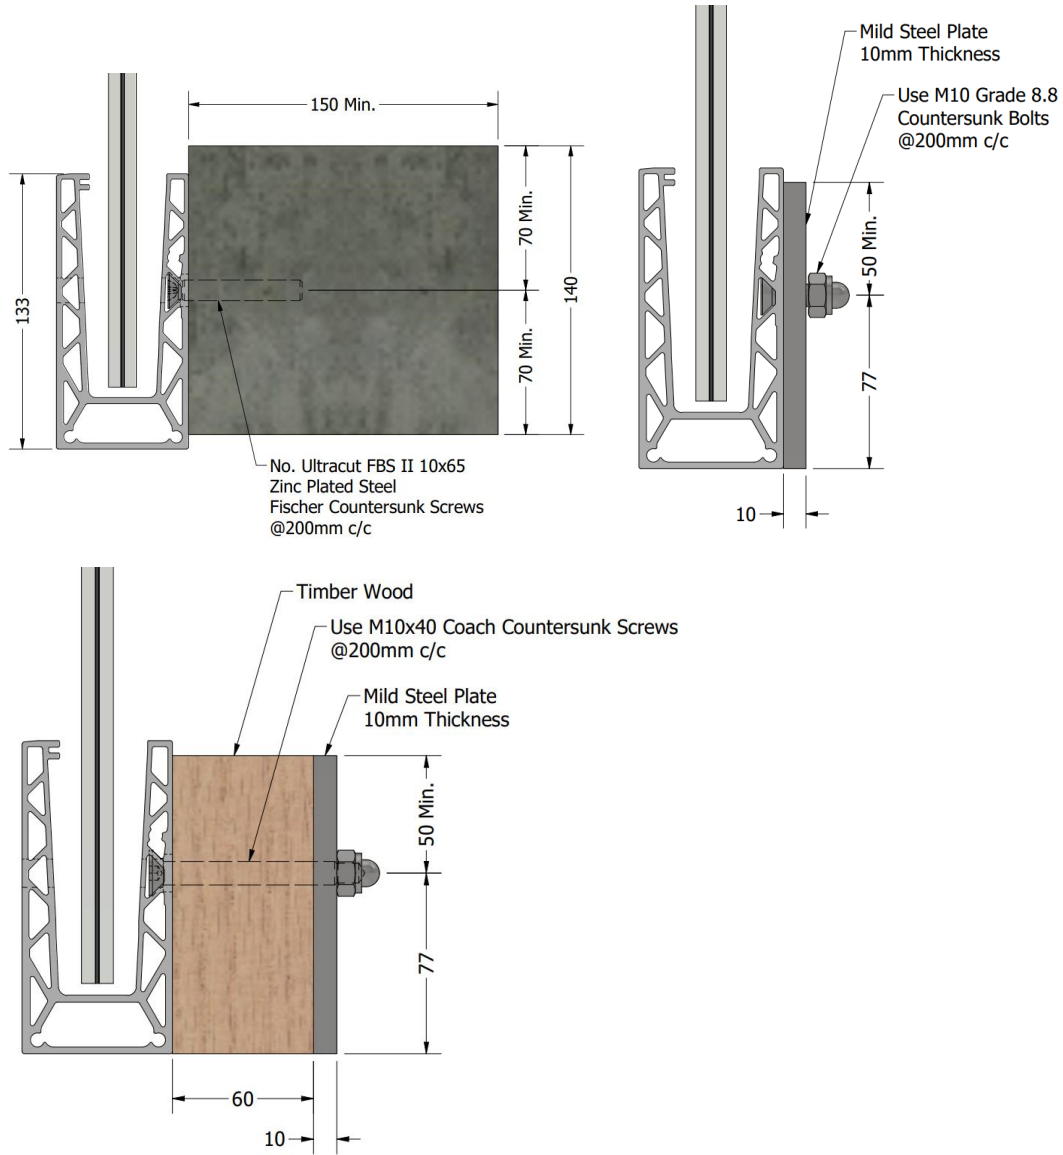 150 Min.
133
70 Min.
70 Min.
140
No. Ultracut FBS II 10x65
Zinc Plated Steel
Fischer Countersunk Screws
@200mm c/c
Mild Steel Plate
10mm Thickness
Use M10 Grade 8.8
Countersunk Bolts
@200mm c/c
50 Min.
77
10
Timber Wood
Use M10x40 Coach Countersunk Screws
@200mm c/c
Mild Steel Plate
10mm Thickness
50 Min.
77
60
10